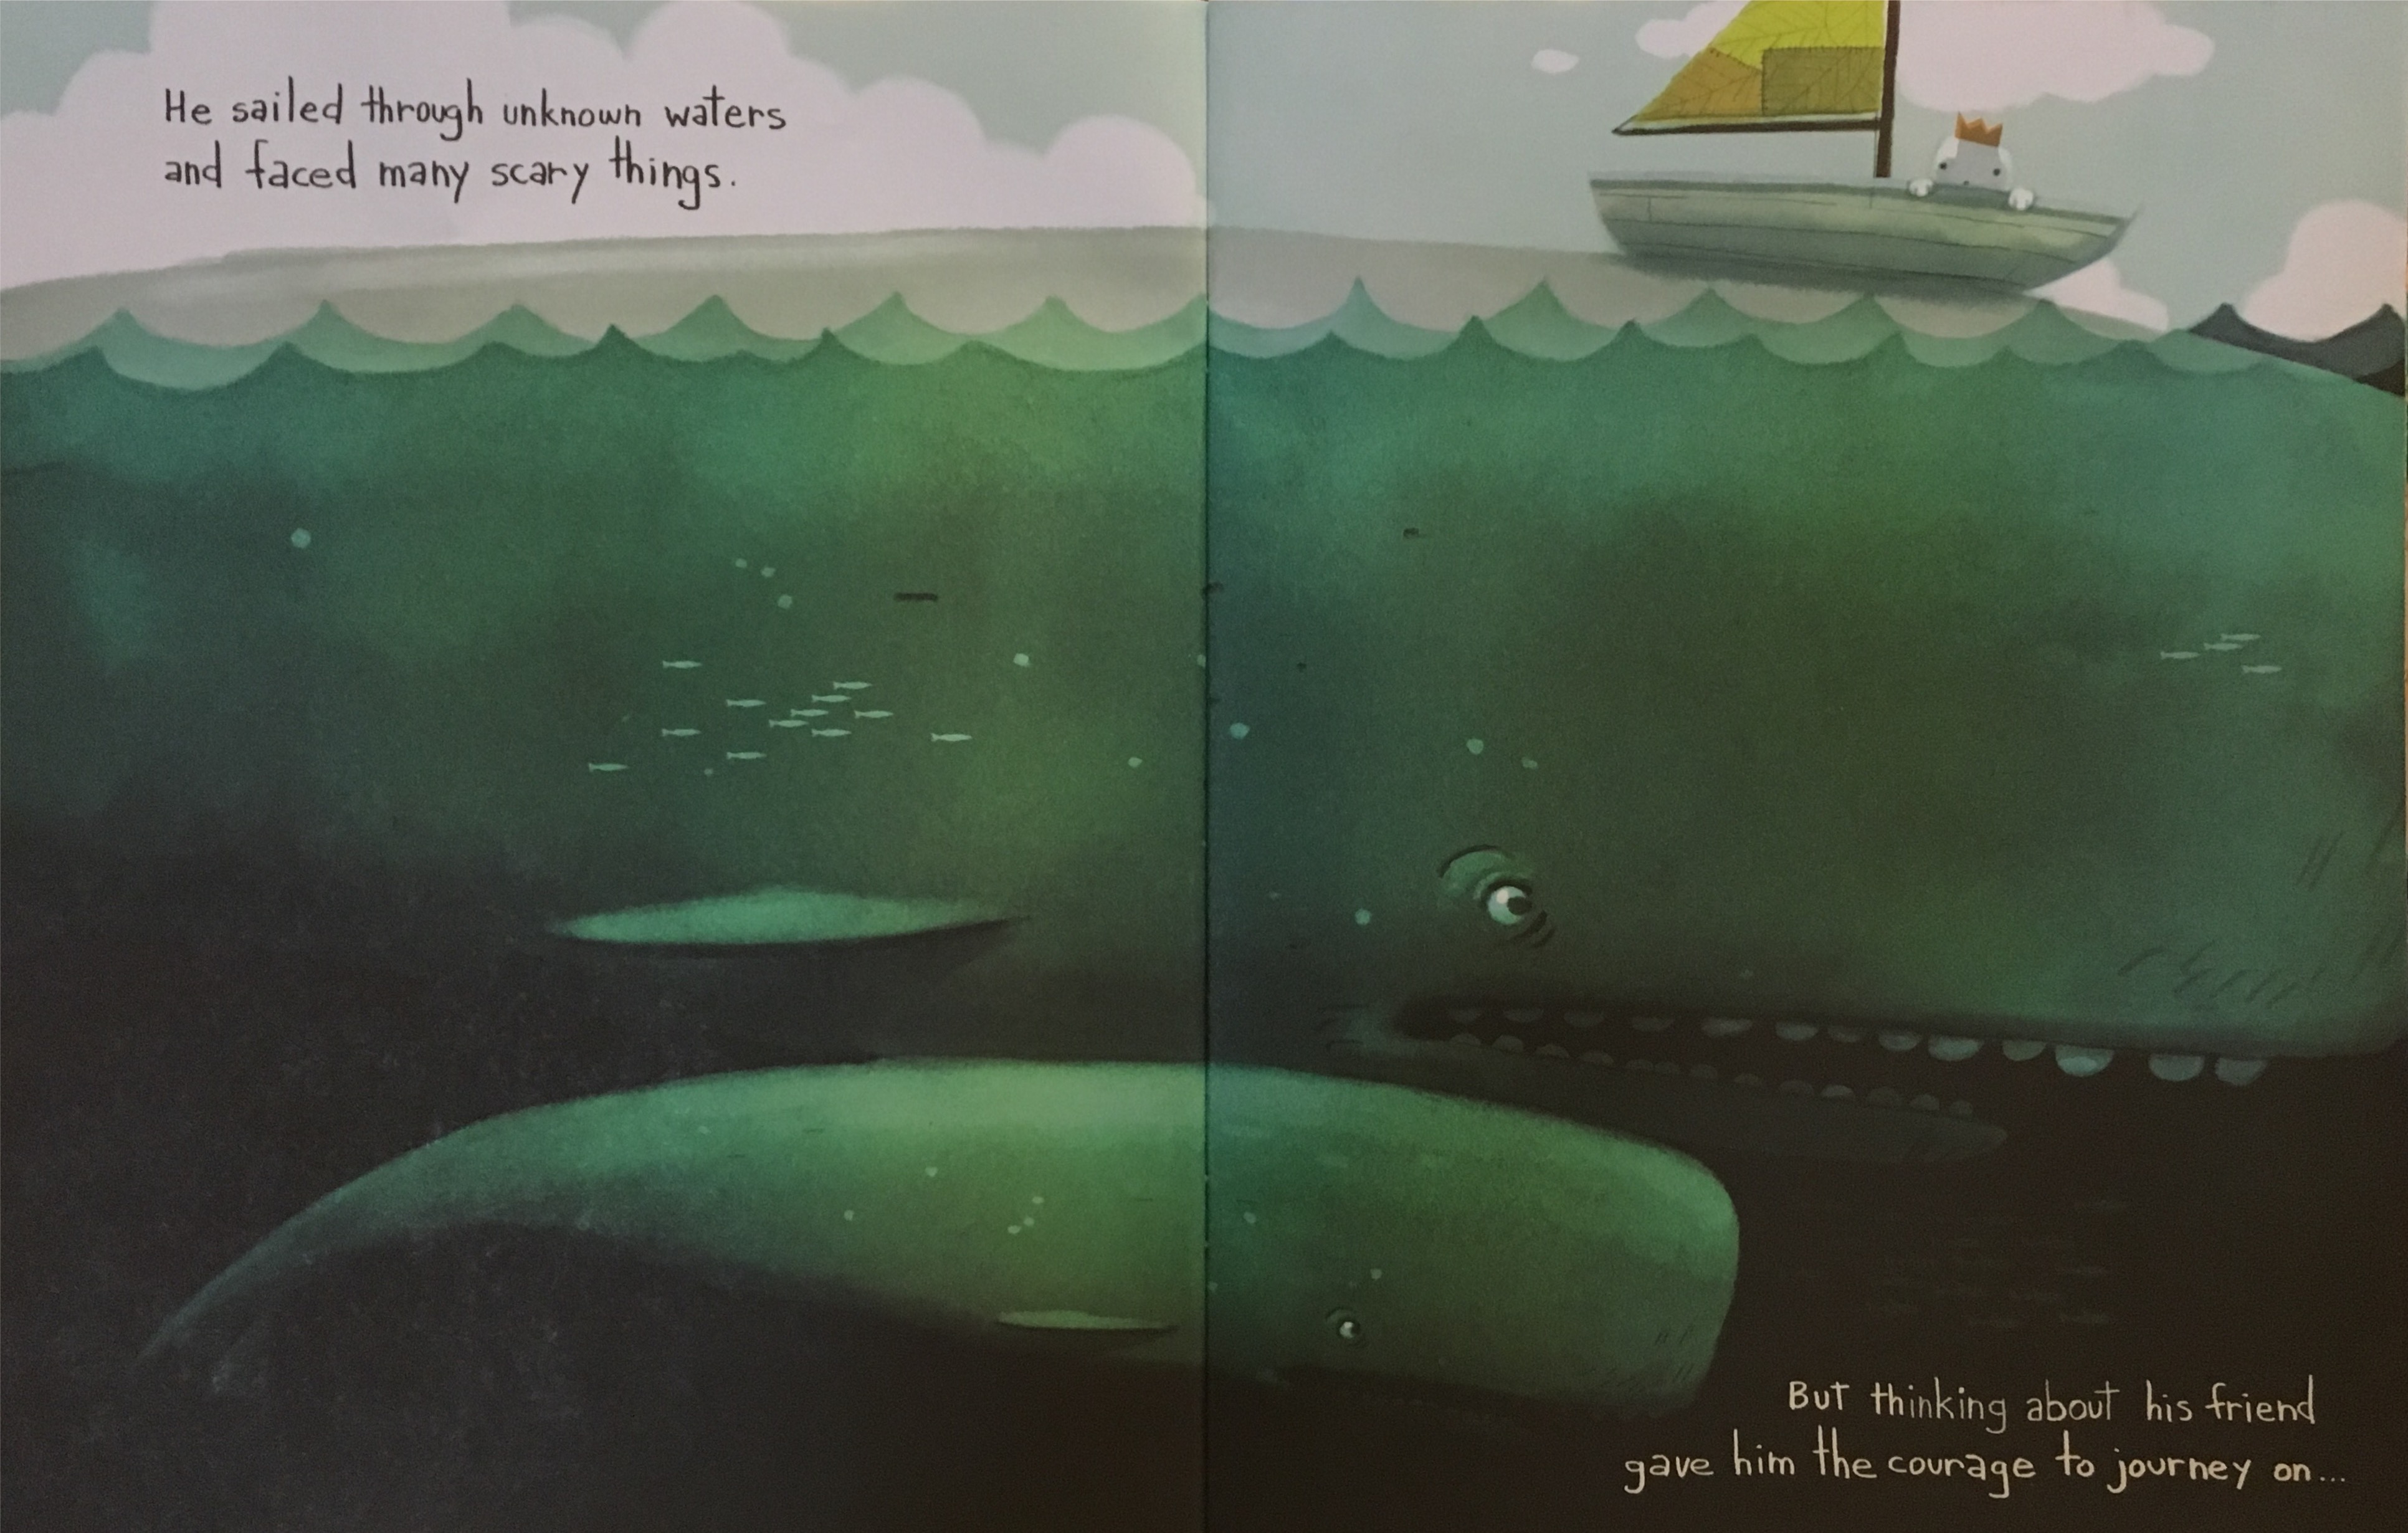 He sailed through unknown waters
and faced many scary things.
But thinking about his friend
gave him the courage to journey on...